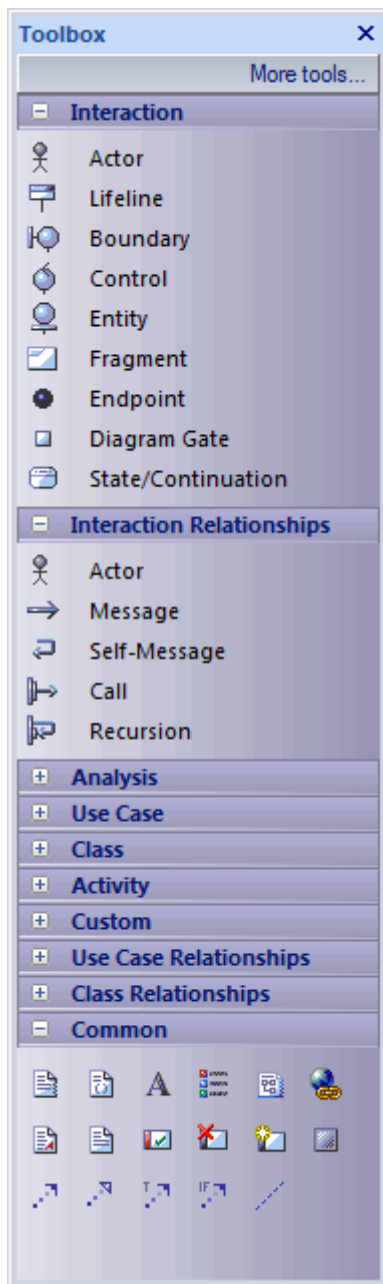 Toolbox
More tools...
Interaction
Actor
Lifeline
Boundary
Control
Entity
Fragment
Endpoint
Diagram Gate
State/Continuation
Interaction Relationships
Actor
Message
Self-Message
Call
Recursion
Analysis
Use Case
Class
Activity
Custom
Use Case Relationships
Class Relationships
Common
A
T IF